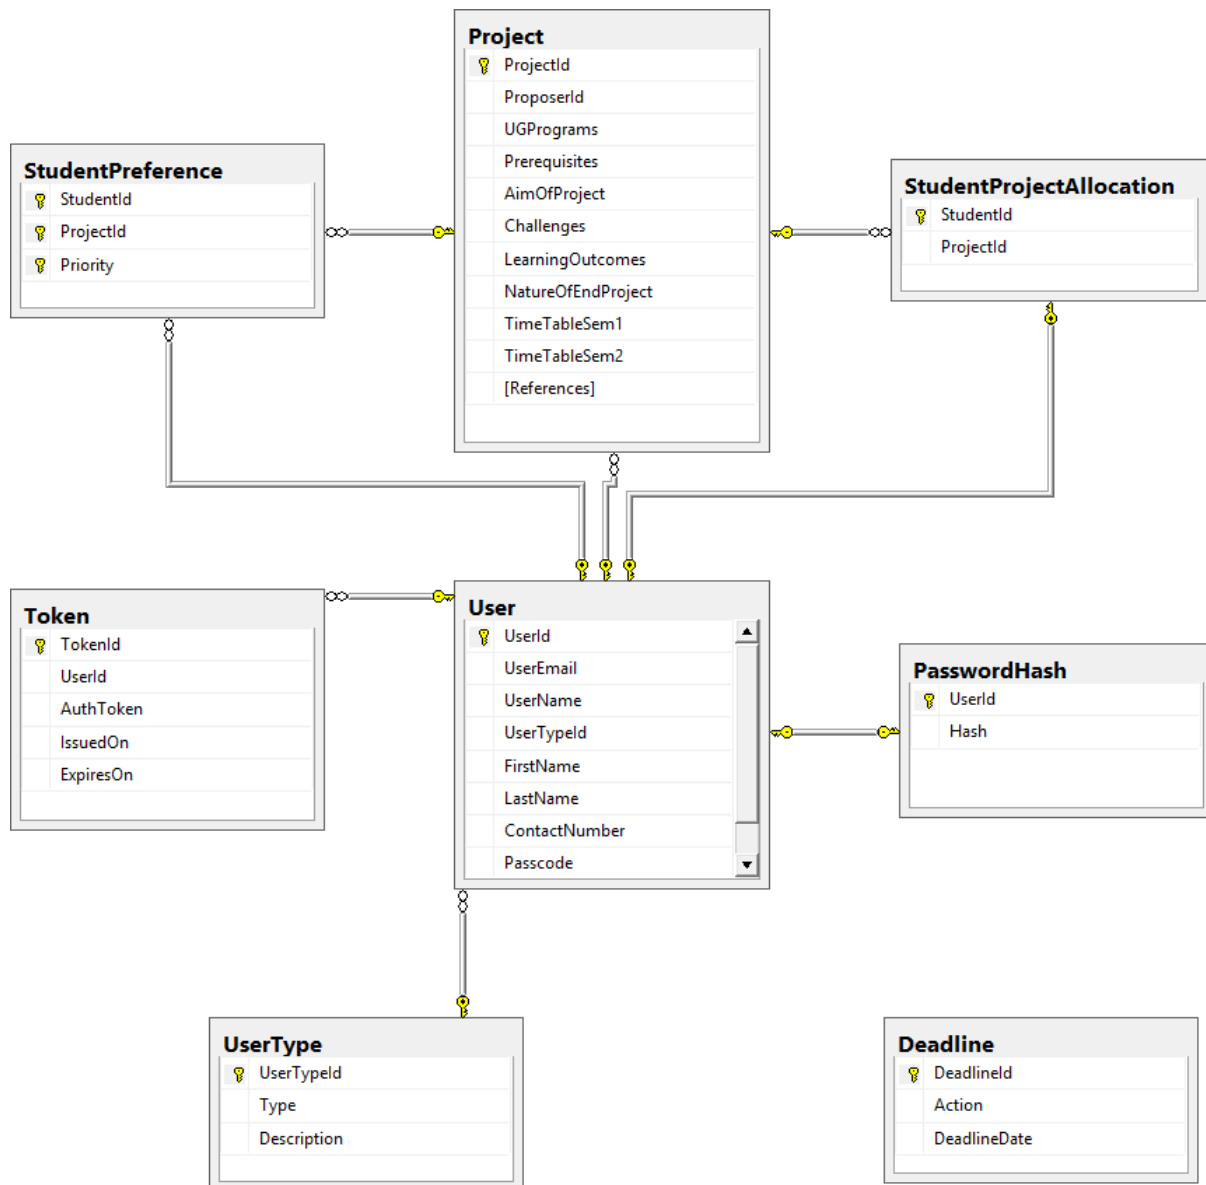 Project
ProjectId
ProposerId
UGPrograms
Prerequisites
AimOfProject
Challenges
LearningOutcomes
NatureOfEndProject
TimeTableSem1
TimeTableSem2
[References]
StudentPreference
StudentId
ProjectId
Priority
StudentProjectAllocation
StudentId
ProjectId
Token
TokenId
UserId
AuthToken
IssuedOn
ExpiresOn
User
UserId
UserEmail
UserName
UserTypeId
FirstName
LastName
ContactNumber
Passcode
PasswordHash
UserId
Hash
UserType
UserTypeId
Type
Description
Deadline
DeadlineId
Action
DeadlineDate